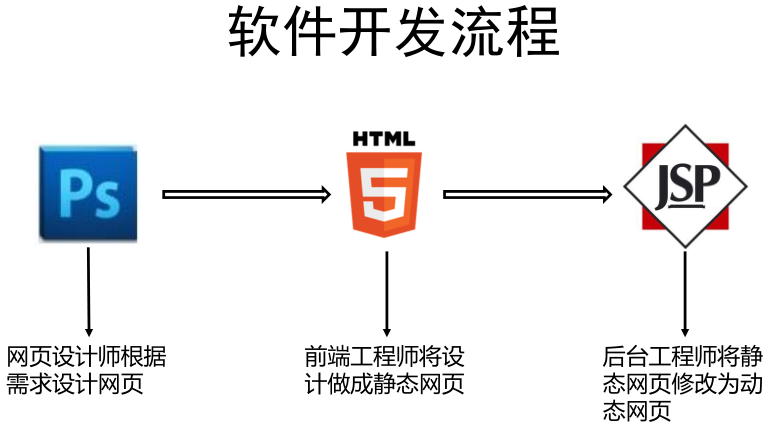 软件开发流程
Ps
HTML
5
JSP
网页设计师根据
需求设计网页
前端工程师将设
计做成静态网页
后台工程师将静
态网页修改为动
态网页